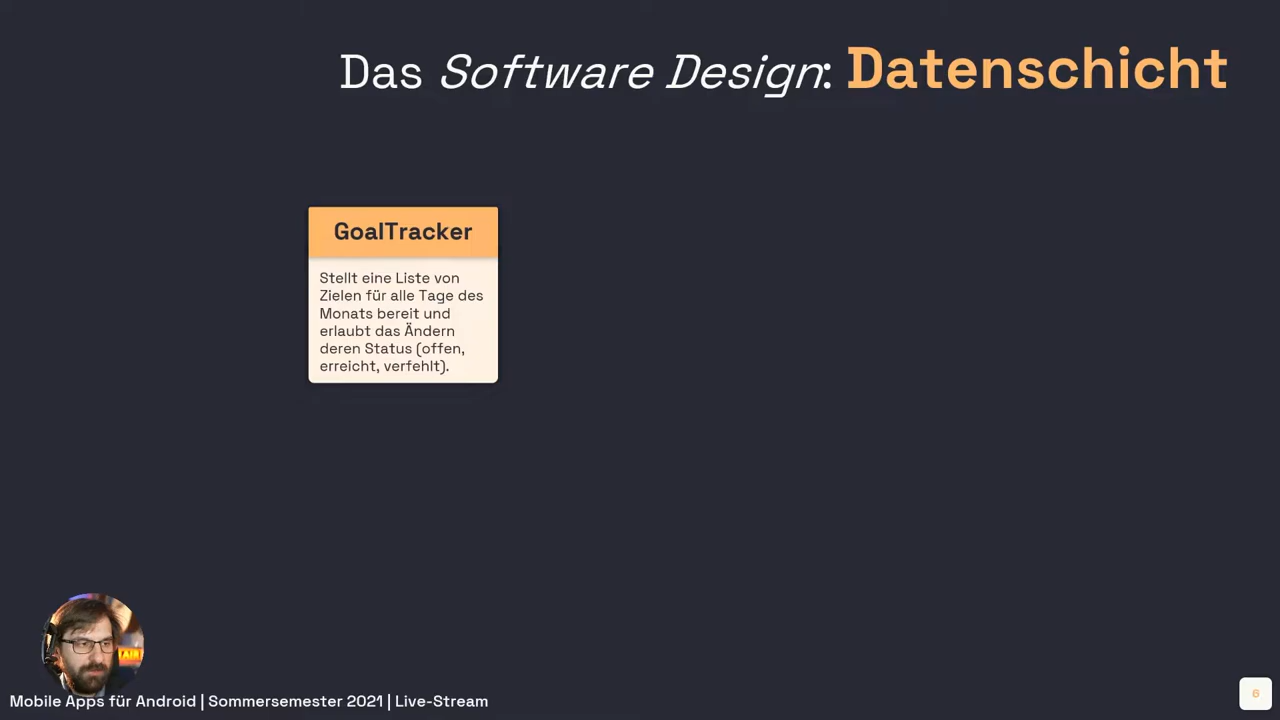 Das Software Design: Datenschicht
GoalTracker
Stellt eine Liste von
Zielen für alle Tage des
Monats bereit und
erlaubt das Ändern
deren Status (offen,
erreicht, verfehlt).
Mobile Apps für Android | Sommersemester 2021 | Live-Stream
6